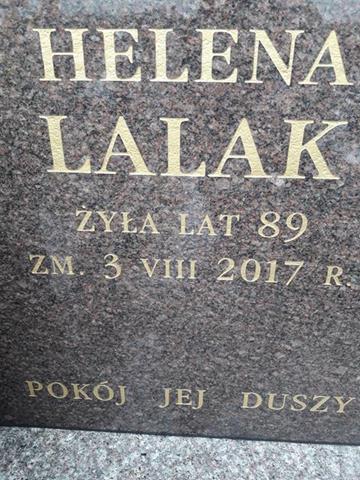 HELENA
LALAK
ŻYŁA LAT 89
ZM. 3 VIII 2017 R.
POKÓJ JEJ DUSZY